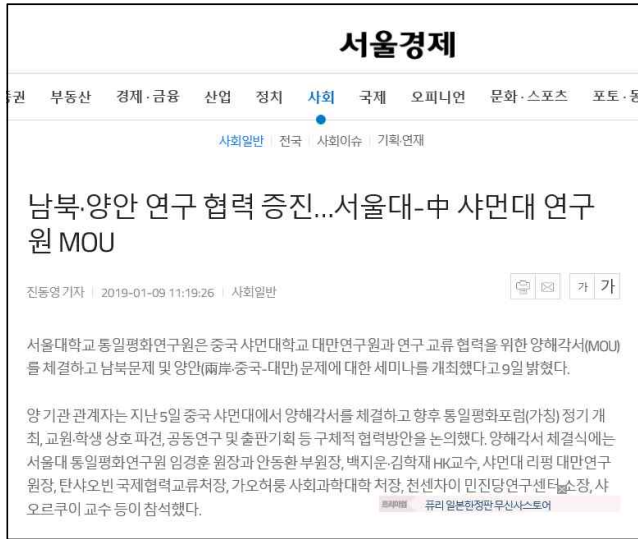 서울경제
증권 부동산 경제·금융 산업 정치 사회 국제 오피니언 문화·스포츠 포토·동
사회일반 전국 사회이슈 기획·연재
남북·양안 연구 협력 증진...서울대-中 샤먼대 연구
원 MOU
진동영 기자 2019-01-09 11:19:26 사회일반 가 가
서울대학교 통일평화연구원은 중국 샤먼대학교 대만연구원과 연구 교류 협력을 위한 양해각서(MOU)
를 체결하고 남북문제 및 양안(兩岸·중국-대만) 문제에 대한 세미나를 개최했다고 9일 밝혔다.
양 기관 관계자는 지난 5일 중국 샤먼대에서 양해각서를 체결하고 향후 통일평화포럼(가칭) 정기 개
최, 교원·학생 상호 파견, 공동연구 및 출판기획 등 구체적 협력방안을 논의했다. 양해각서 체결식에는
서울대 통일평화연구원 임경훈 원장과 안동환 부원장, 백지운·김학재 HK교수, 샤먼대 리펑 대만연구
원장, 탄샤오빈 국제협력교류처장, 가오허룽 사회과학대학 처장, 천센차이 민진당연구센터 소장, 샤
오르쿠이 교수 등이 참석했다.
프리미엄 퓨리 일본한정판 무신사스토어